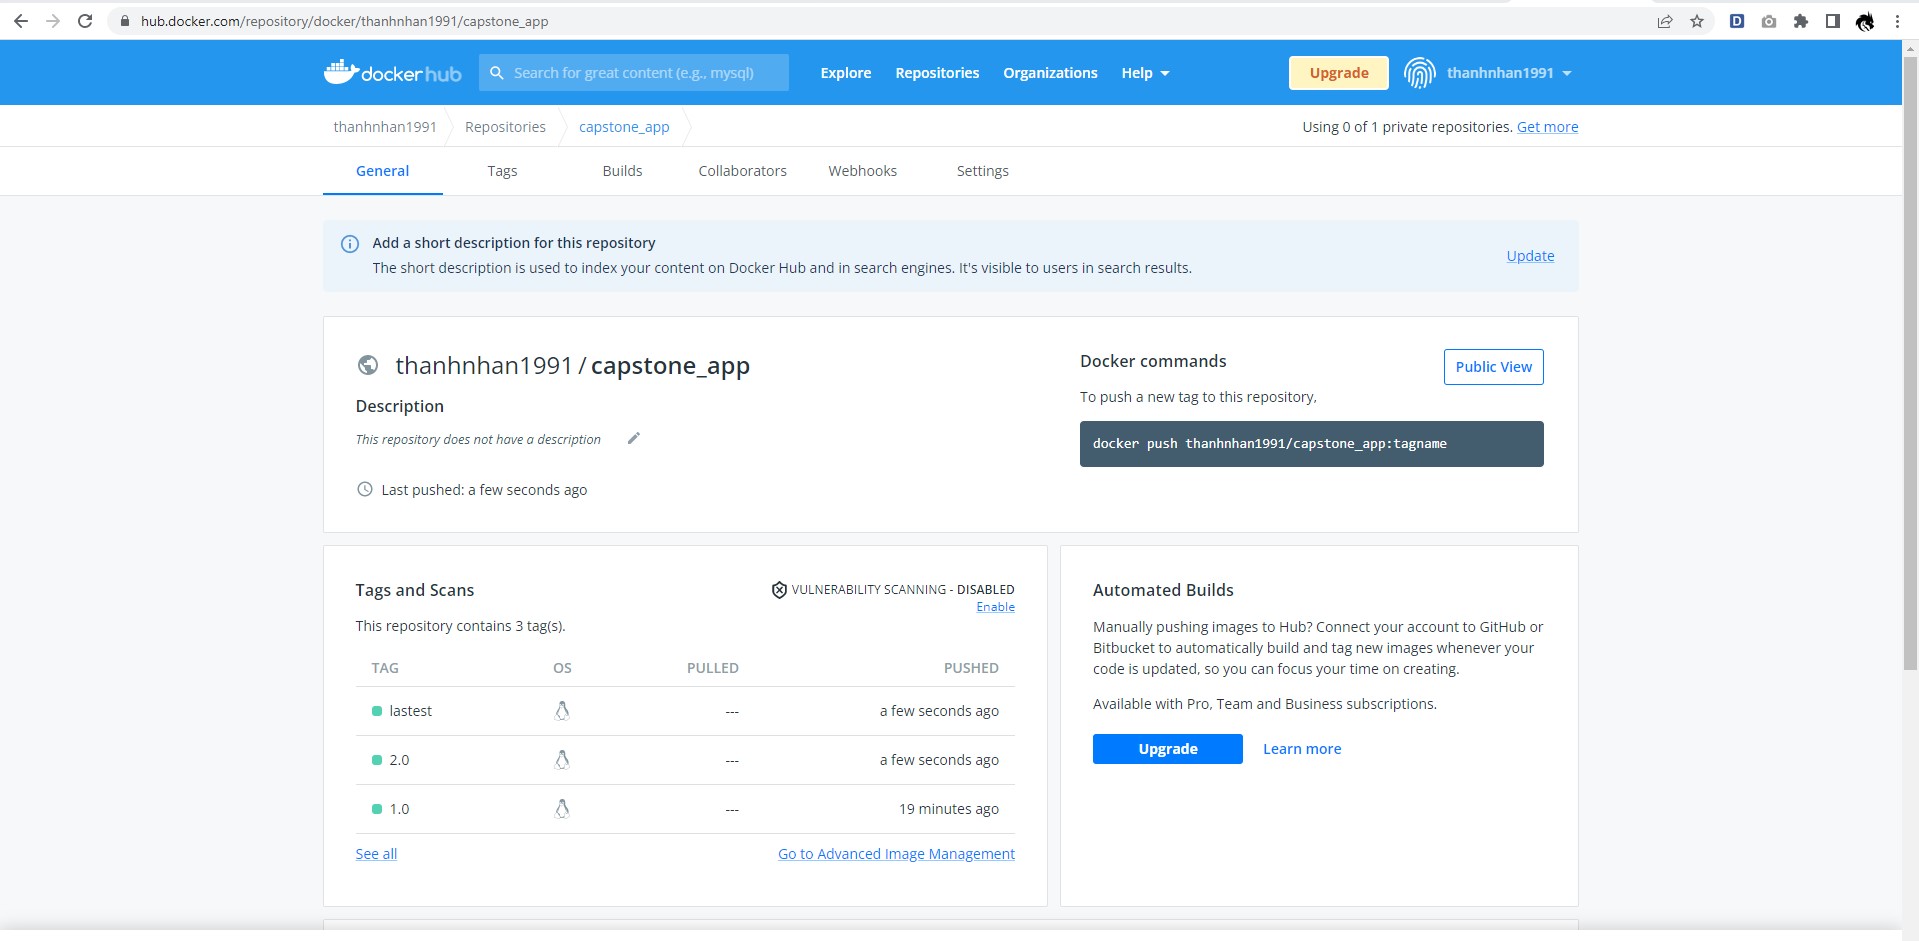 hub.docker.com/repository/docker/thanhnhan1991/capstone_app
D
dockerhub
Search for great content (e.g., mysql)
Explore
Repositories
Organizations
Help
Upgrade
thanhnhan1991
thanhnhan1991
Repositories
capstone_app
Using 0 of 1 private repositories. Get more
General
Tags
Builds
Collaborators
Webhooks
Settings
Add a short description for this repository
The short description is used to index your content on Docker Hub and in search engines. It's visible to users in search results.
Update
thanhnhan1991 / capstone_app
Description
This repository does not have a description
Last pushed: a few seconds ago
Docker commands
Public View
To push a new tag to this repository,
docker push thanhnhan1991/capstone_app:tagname
Tags and Scans
VULNERABILITY SCANNING - DISABLED
Enable
This repository contains 3 tag(s).
TAG OS PULLED PUSHED
lastest --- a few seconds ago
2.0 --- a few seconds ago
1.0 --- 19 minutes ago
See all
Go to Advanced Image Management
Automated Builds
Manually pushing images to Hub? Connect your account to GitHub or
Bitbucket to automatically build and tag new images whenever your
code is updated, so you can focus your time on creating.
Available with Pro, Team and Business subscriptions.
Upgrade
Learn more